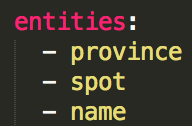 entities:
  - province
  - spot
  - name